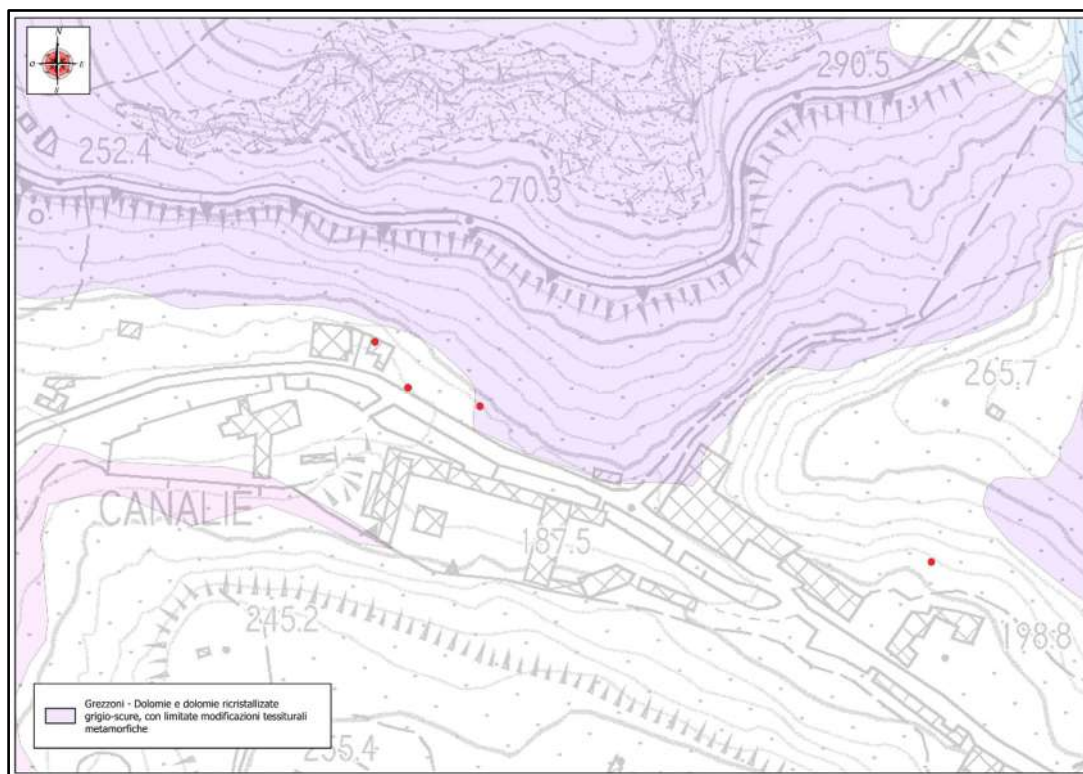 N
O E
S
290.5
252.4
270.3
265.7
CANALIE
187.5
245.2
198.8
Grezzoni - Dolomie e dolomie ricristallizzate
grigio-scure, con limitate modificazioni tessiturali
metamorfiche
255.4